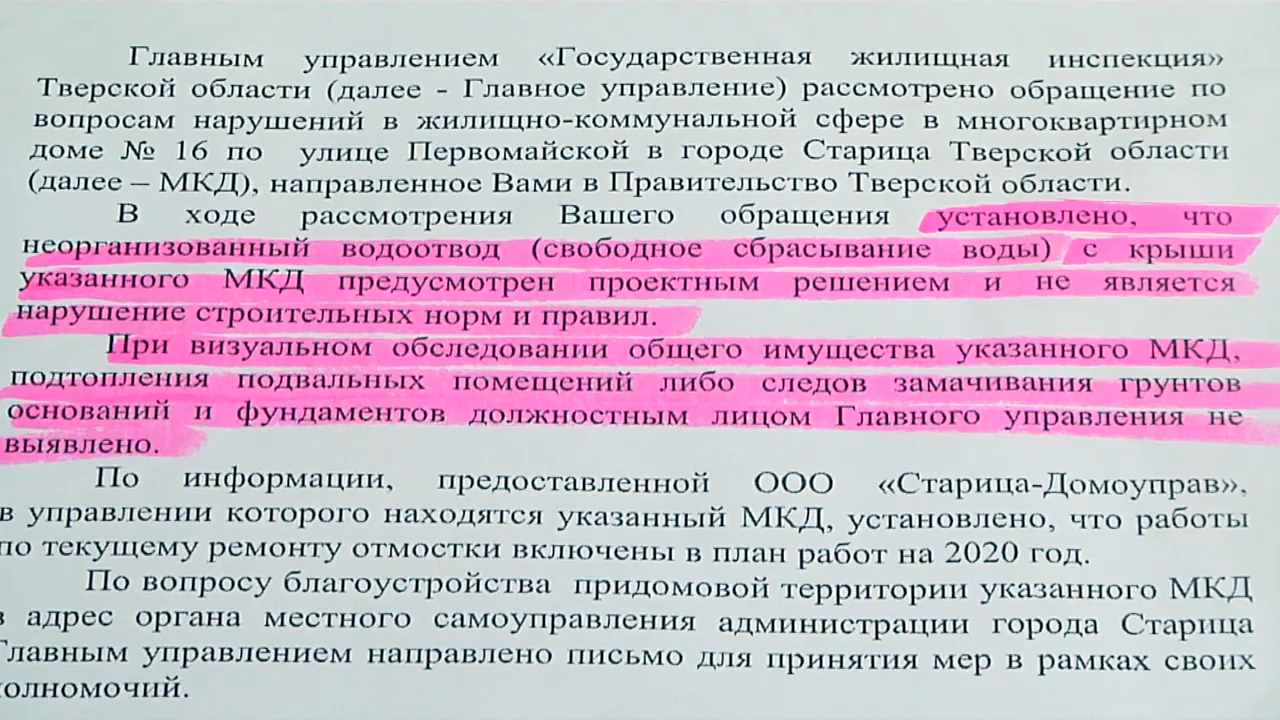 Главным управлением «Государственная жилищная инспекция»
Тверской области (далее - Главное управление) рассмотрено обращение по
вопросам нарушений в жилищно-коммунальной сфере в многоквартирном
доме № 16 по улице Первомайской в городе Старица Тверской области
(далее – МКД), направленное Вами в Правительство Тверской области.
В ходе рассмотрения Вашего обращения установлено, что
неорганизованный водоотвод (свободное сбрасывание воды) с крыши
указанного МКД предусмотрен проектным решением и не является
нарушение строительных норм и правил.
При визуальном обследовании общего имущества указанного МКД,
подтопления подвальных помещений либо следов замачивания грунтов
оснований и фундаментов должностным лицом Главного управления не
выявлено.
По информации, предоставленной ООО «Старица-Домоуправ»,
в управлении которого находятся указанный МКД, установлено, что работы
по текущему ремонту отмостки включены в план работ на 2020 год.
По вопросу благоустройства придомовой территории указанного МКД
в адрес органа местного самоуправления администрации города Старица
Главным управлением направлено письмо для принятия мер в рамках своих
полномочий.